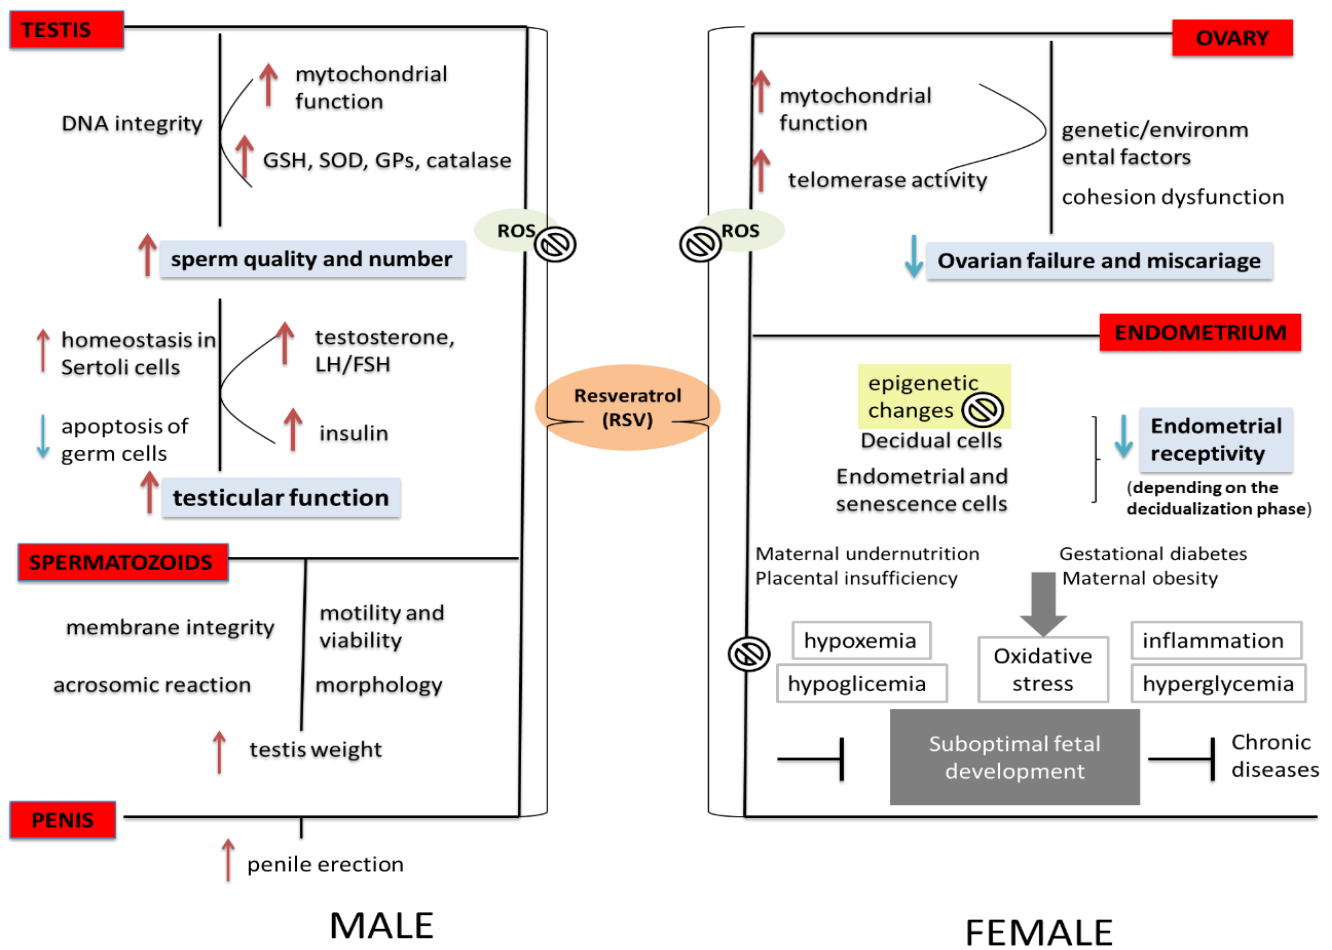 TESTIS
mytochondrial
function
DNA integrity
GSH, SOD, GPs, catalase
ROS
sperm quality and number
homeostasis in
Sertoli cells
testosterone,
LH/FSH
apoptosis of
germ cells
insulin
testicular function
SPERMATOZOIDS
membrane integrity
motility and
viability
acrosomic reaction
morphology
testis weight
PENIS
penile erection
MALE
Resveratrol
(RSV)
OVARY
mytochondrial
function
telomerase activity
genetic/environm
ental factors
cohesion dysfunction
ROS
Ovarian failure and miscariage
ENDOMETRIUM
epigenetic
changes
Decidual cells
Endometrial and
senescence cells
Endometrial
receptivity
(depending on the
decidualization phase)
Maternal undernutrition
Placental insufficiency
Gestational diabetes
Maternal obesity
hypoxemia
hypoglicemia
Oxidative
stress
inflammation
hyperglycemia
Suboptimal fetal
development
Chronic
diseases
FEMALE